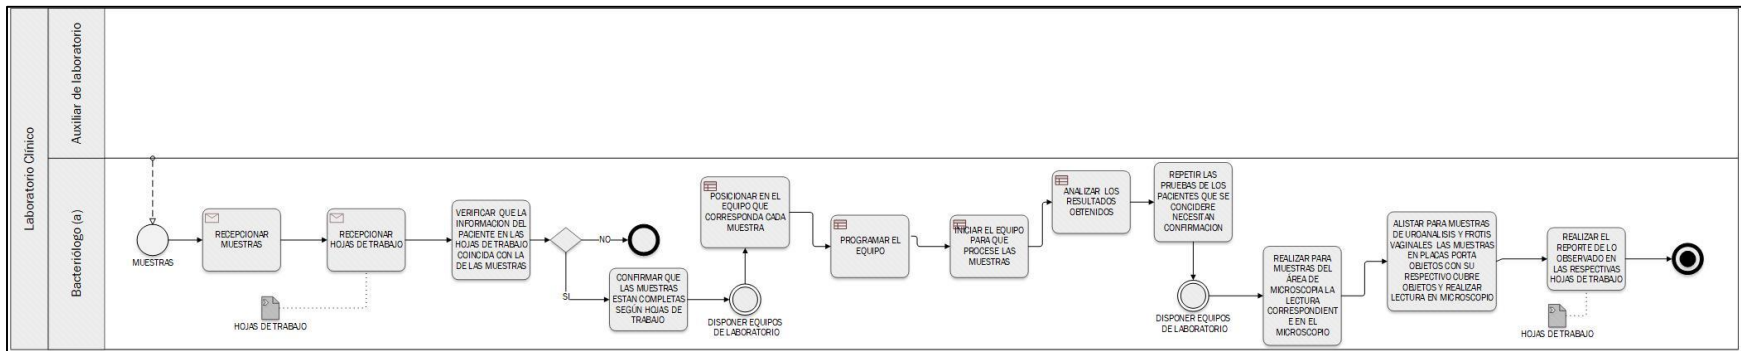 Laboratorio Clínico
Auxiliar de laboratorio
Bacteriólogo (a)
MUESTRAS
RECEPCIONAR
MUESTRAS
RECEPCIONAR
HOJAS DE TRABAJO
HOJAS DE TRABAJO
VERIFICAR QUE LA
INFORMACION DEL
PACIENTE EN LAS
HOJAS DE TRABAJO
COINCIDA CON LA
DE LAS MUESTRAS
NO
SI
CONFIRMAR QUE
LAS MUESTRAS
ESTAN COMPLETAS
SEGÚN HOJAS DE
TRABAJO
DISPONER EQUIPOS
DE LABORATORIO
POSICIONAR EN EL
EQUIPO QUE
CORRESPONDA CADA
MUESTRA
PROGRAMAR EL
EQUIPO
INICIAR EL EQUIPO
PARA QUE
PROCESE LAS
MUESTRAS
ANALIZAR LOS
RESULTADOS
OBTENIDOS
REPETIR LAS
PRUEBAS DE LOS
PACIENTES QUE SE
CONCIDERE
NECESITAN
CONFIRMACION
DISPONER EQUIPOS
DE LABORATORIO
REALIZAR PARA
MUESTRAS DEL
ÁREA DE
MICROSCOPIA LA
LECTURA
CORRESPONDIENT
E EN EL
MICROSCOPIO
ALISTAR PARA MUESTRAS
DE UROANALISIS Y FROTIS
VAGINALES LAS MUESTRAS
EN PLACAS PORTA
OBJETOS CON SU
RESPECTIVO CUBRE
OBJETOS Y REALIZAR
LECTURA EN MICROSCOPIO
REALIZAR EL
REPORTE DE LO
OBSERVADO EN
LAS RESPECTIVAS
HOJAS DE TRABAJO
HOJAS DE TRABAJO